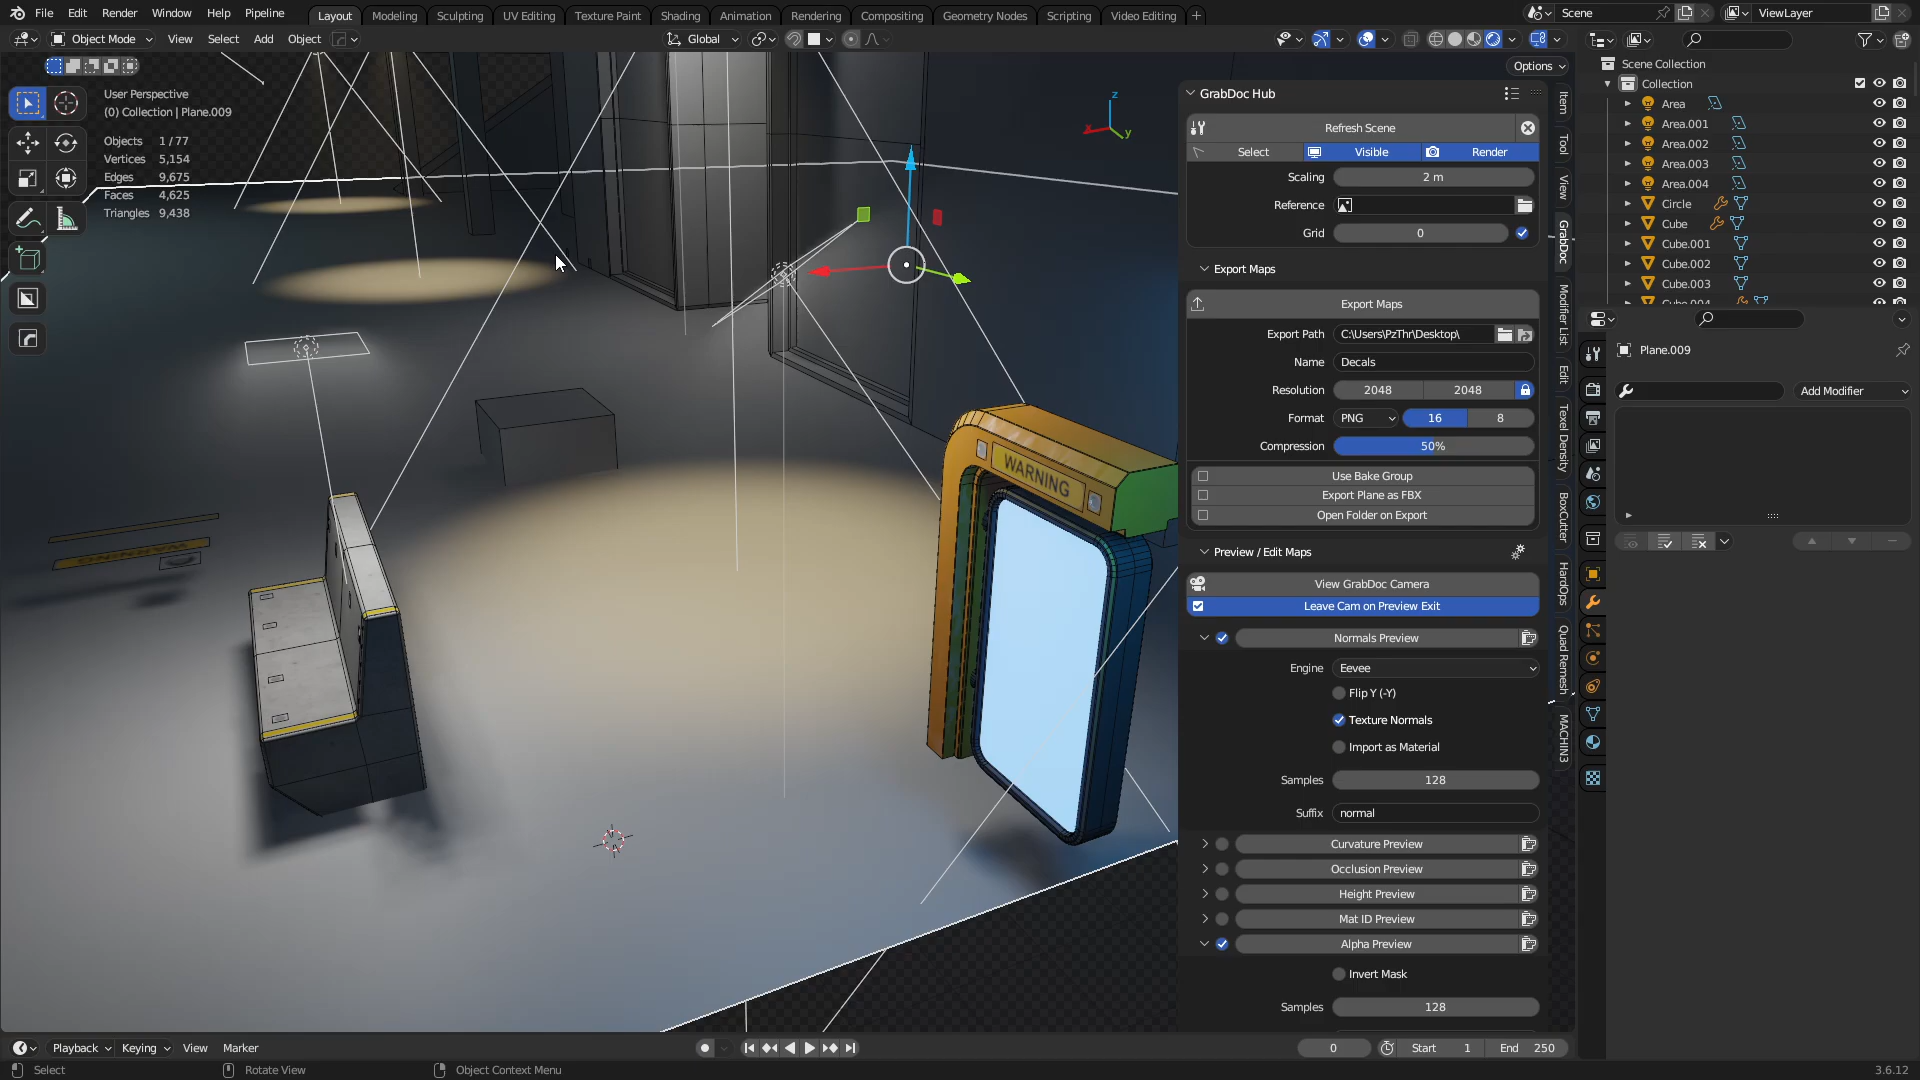 File Edit Render Window Help Pipeline Layout Modeling Sculpting UV Editing Texture Paint Shading Animation Rendering Compositing Geometry Nodes Scripting Video Editing + Scene ViewLayer
Object Mode View Select Add Object Global
Options
User Perspective
(0) Collection | Plane.009
Objects 1 / 77
Vertices 5,154
Edges 9,675
Faces 4,625
Triangles 9,438
Z
X
Y
WARNING
GrabDoc Hub
Refresh Scene
Select Visible Render
Scaling 2 m
Reference
Grid 0
Export Maps
Export Maps
Export Path C:\Users\PzThr\Desktop\
Name Decals
Resolution 2048 2048
Format PNG 16 8
Compression 50%
Use Bake Group
Export Plane as FBX
Open Folder on Export
Preview / Edit Maps
View GrabDoc Camera
Leave Cam on Preview Exit
Normals Preview
Engine Eevee
Flip Y (-Y)
Texture Normals
Import as Material
Samples 128
Suffix normal
Curvature Preview
Occlusion Preview
Height Preview
Mat ID Preview
Alpha Preview
Invert Mask
Samples 128
Item
Tool
View
GrabDoc
Modifier List
Edit
Texel Density
BoxCutter
HardOps
Quad Remesh
MACHIN3
Scene Collection
Collection
Area
Area.001
Area.002
Area.003
Area.004
Circle
Cube
Cube.001
Cube.002
Cube.003
Cube.004
Plane.009
Add Modifier
Playback Keying View Marker 0 Start 1 End 250
Select Rotate View Object Context Menu 3.6.12